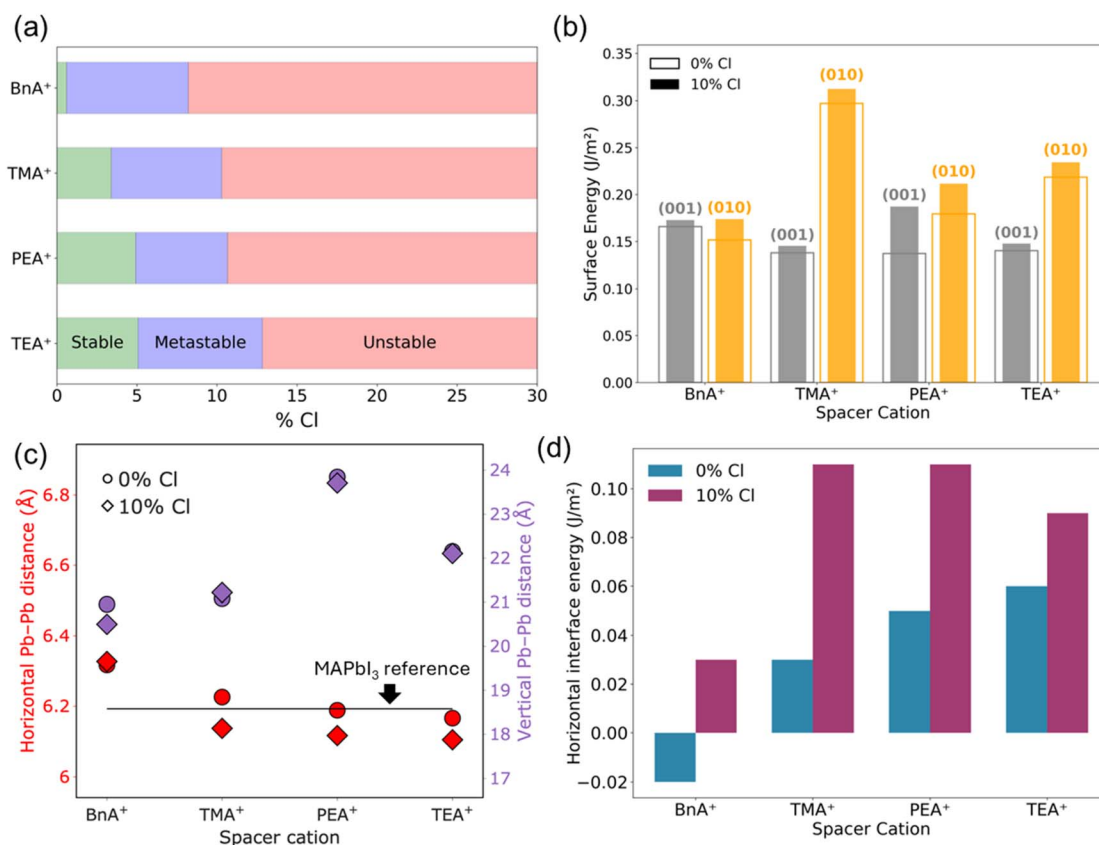 (a)
BnA⁺
TMA⁺
PEA⁺
TEA⁺
Stable
Metastable
Unstable
0
5
10
15
20
25
30
% Cl
(b)
0% Cl
10% Cl
(001)
(010)
(001)
(010)
(001)
(010)
(001)
(010)
Surface Energy (J/m²)
0.35
0.30
0.25
0.20
0.15
0.10
0.05
0.00
BnA⁺
TMA⁺
PEA⁺
TEA⁺
Spacer Cation
(c)
0% Cl
10% Cl
Horizontal Pb–Pb distance (Å)
6.8
6.6
6.4
6.2
6
MAPbI₃ reference
Vertical Pb–Pb distance (Å)
24
23
22
21
20
19
18
17
BnA⁺
TMA⁺
PEA⁺
TEA⁺
Spacer cation
(d)
0% Cl
10% Cl
Horizontal interface energy (J/m²)
0.10
0.08
0.06
0.04
0.02
0.00
−0.02
BnA⁺
TMA⁺
PEA⁺
TEA⁺
Spacer Cation